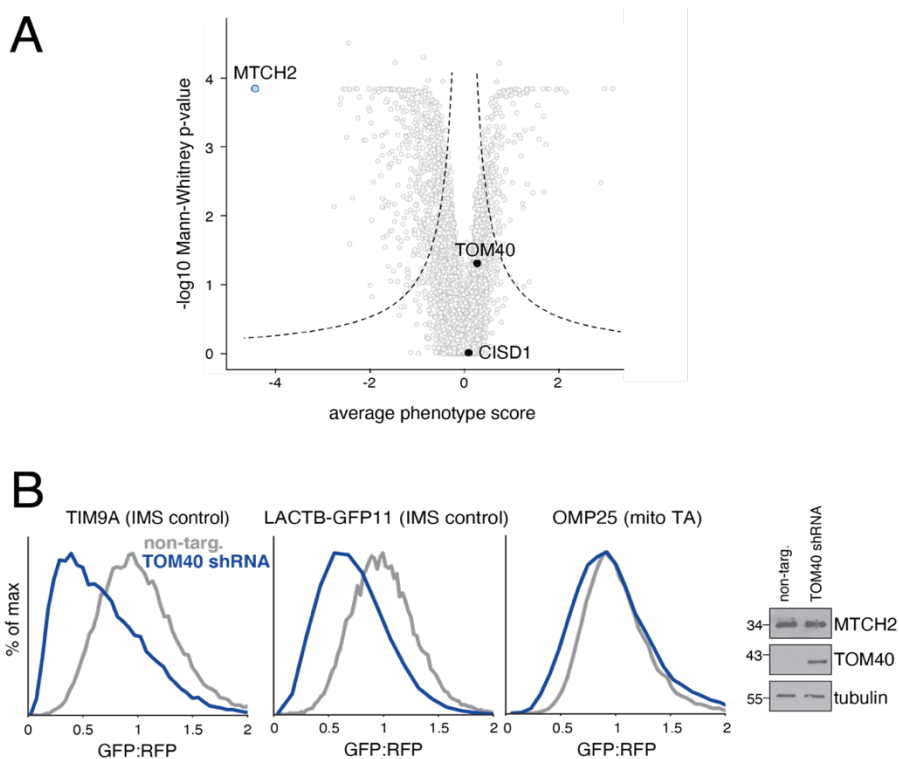 A
-log10 Mann-Whitney p-value
4
3
2
1
0
MTCH2
TOM40
CISD1
-4
-2
0
2
average phenotype score
B
TIM9A (IMS control)
LACTB-GFP11 (IMS control)
OMP25 (mito TA)
non-targ.
TOM40 shRNA
% of max
0 0.5 1 1.5 2
0 0.5 1 1.5 2
0.5 1 1.5 2
GFP:RFP
GFP:RFP
GFP:RFP
non-targ.
TOM40 shRNA
34 MTCH2
43 TOM40
55 tubulin